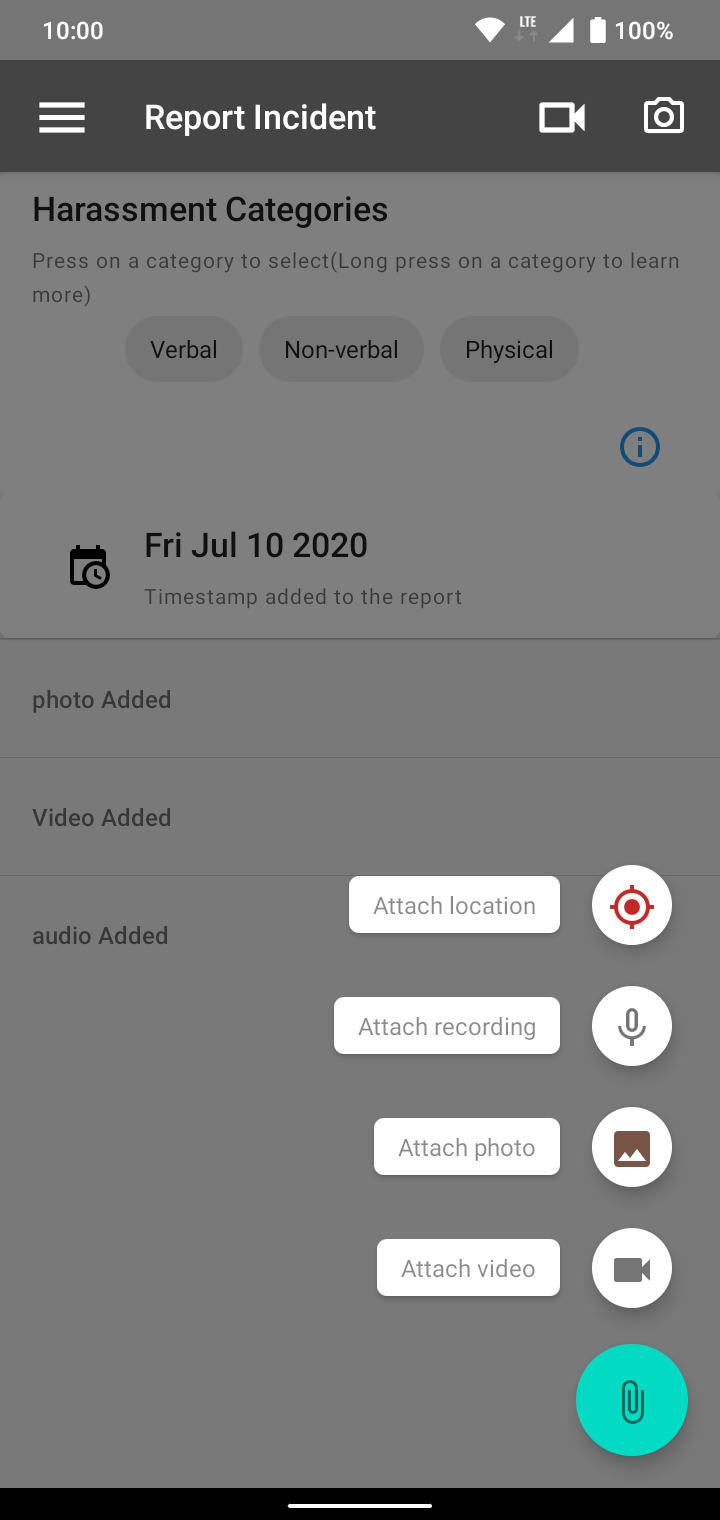 10:00
LTE
100%
Report Incident
Harassment Categories
Press on a category to select(Long press on a category to learn
more)
Verbal
Non-verbal
Physical
Fri Jul 10 2020
Timestamp added to the report
photo Added
Video Added
Attach location
audio Added
Attach recording
Attach photo
Attach video